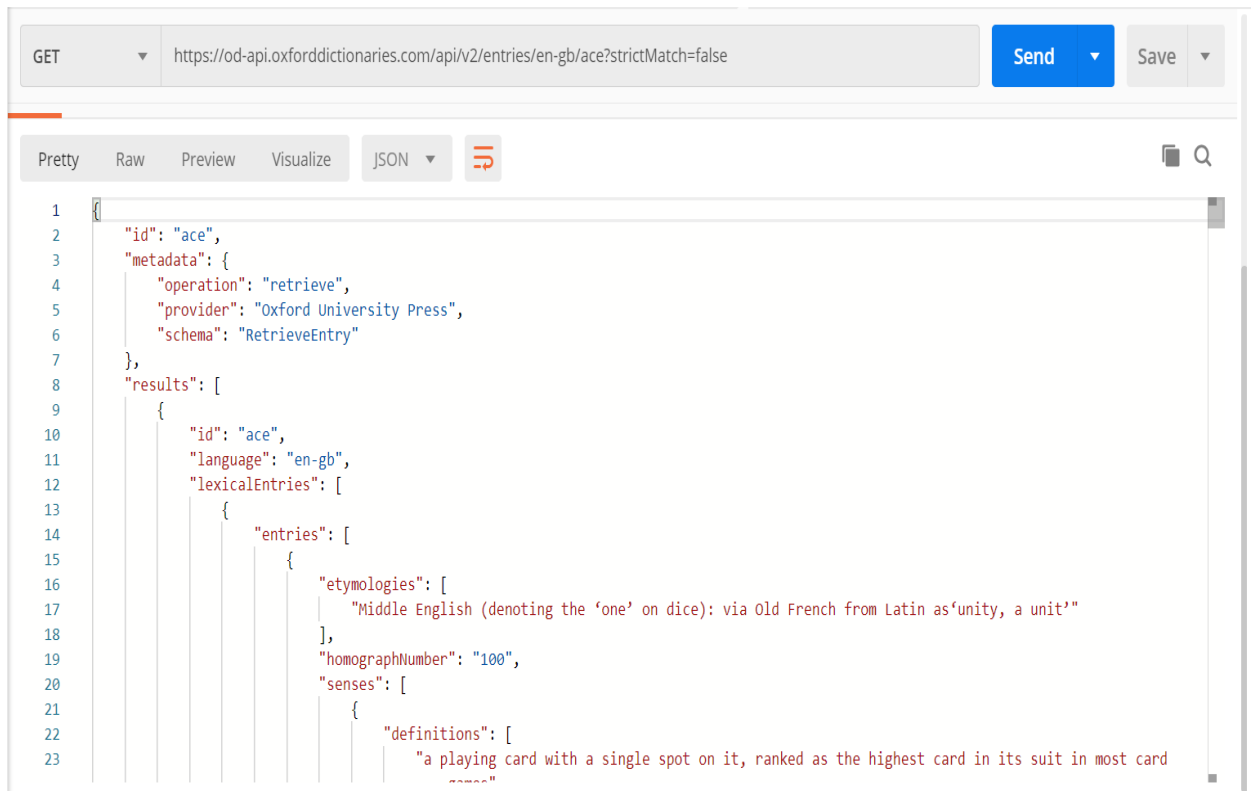 GET https://od-api.oxforddictionaries.com/api/v2/entries/en-gb/ace?strictMatch=false Send Save
Pretty Raw Preview Visualize JSON
1 {
2 "id": "ace",
3 "metadata": {
4 "operation": "retrieve",
5 "provider": "Oxford University Press",
6 "schema": "RetrieveEntry"
7 },
8 "results": [
9 {
10 "id": "ace",
11 "language": "en-gb",
12 "lexicalEntries": [
13 {
14 "entries": [
15 {
16 "etymologies": [
17 "Middle English (denoting the ‘one’ on dice): via Old French from Latin as‘unity, a unit’"
18 ],
19 "homographNumber": "100",
20 "senses": [
21 {
22 "definitions": [
23 "a playing card with a single spot on it, ranked as the highest card in its suit in most card
games"